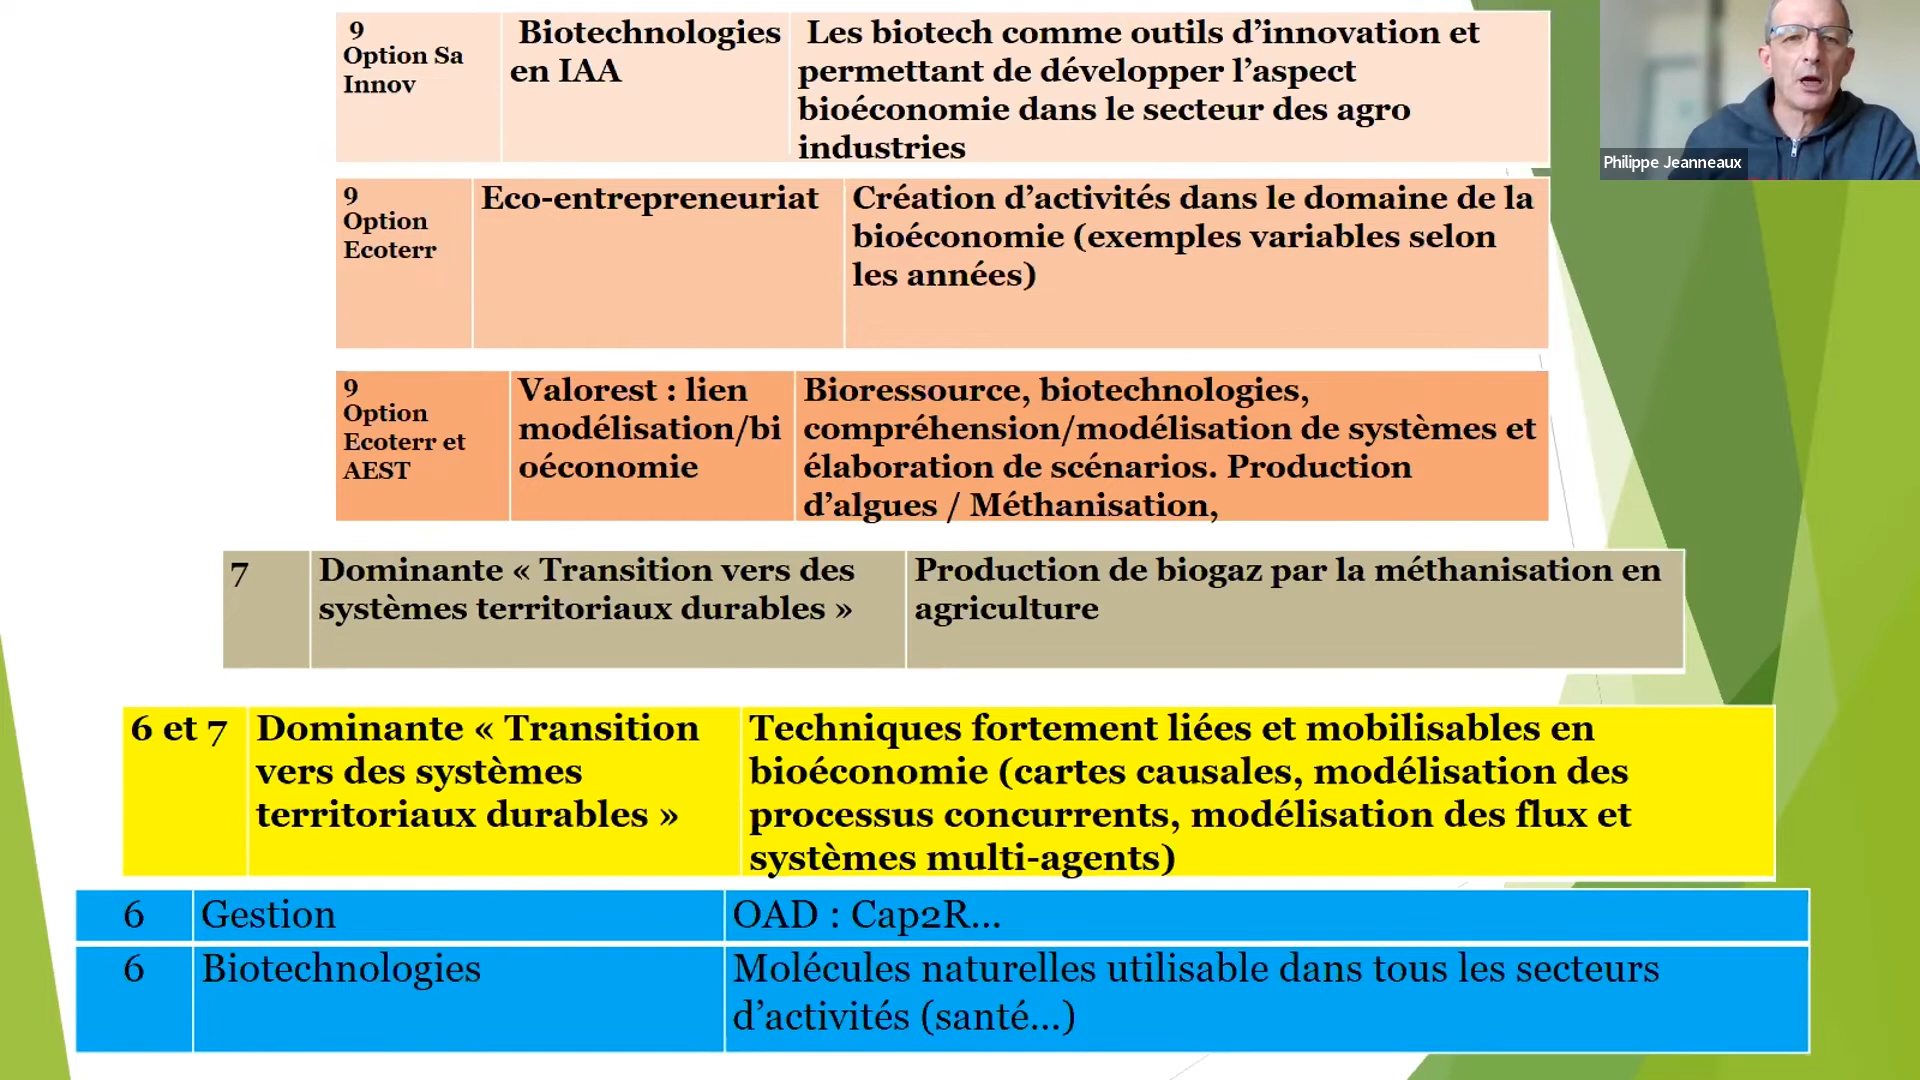 9
Option Sa
Innov
Biotechnologies
en IAA
Les biotech comme outils d’innovation et
permettant de développer l’aspect
bioéconomie dans le secteur des agro
industries
Philippe Jeanneaux
9
Option
Ecoterr
Eco-entrepreneuriat
Création d’activités dans le domaine de la
bioéconomie (exemples variables selon
les années)
9
Option
Ecoterr et
AEST
Valorest : lien
modélisation/bi
oéconomie
Bioressource, biotechnologies,
compréhension/modélisation de systèmes et
élaboration de scénarios. Production
d’algues / Méthanisation,
7
Dominante « Transition vers des
systèmes territoriaux durables »
Production de biogaz par la méthanisation en
agriculture
6 et 7
Dominante « Transition
vers des systèmes
territoriaux durables »
Techniques fortement liées et mobilisables en
bioéconomie (cartes causales, modélisation des
processus concurrents, modélisation des flux et
systèmes multi-agents)
6
Gestion
OAD : Cap2R...
6
Biotechnologies
Molécules naturelles utilisable dans tous les secteurs
d’activités (santé...)